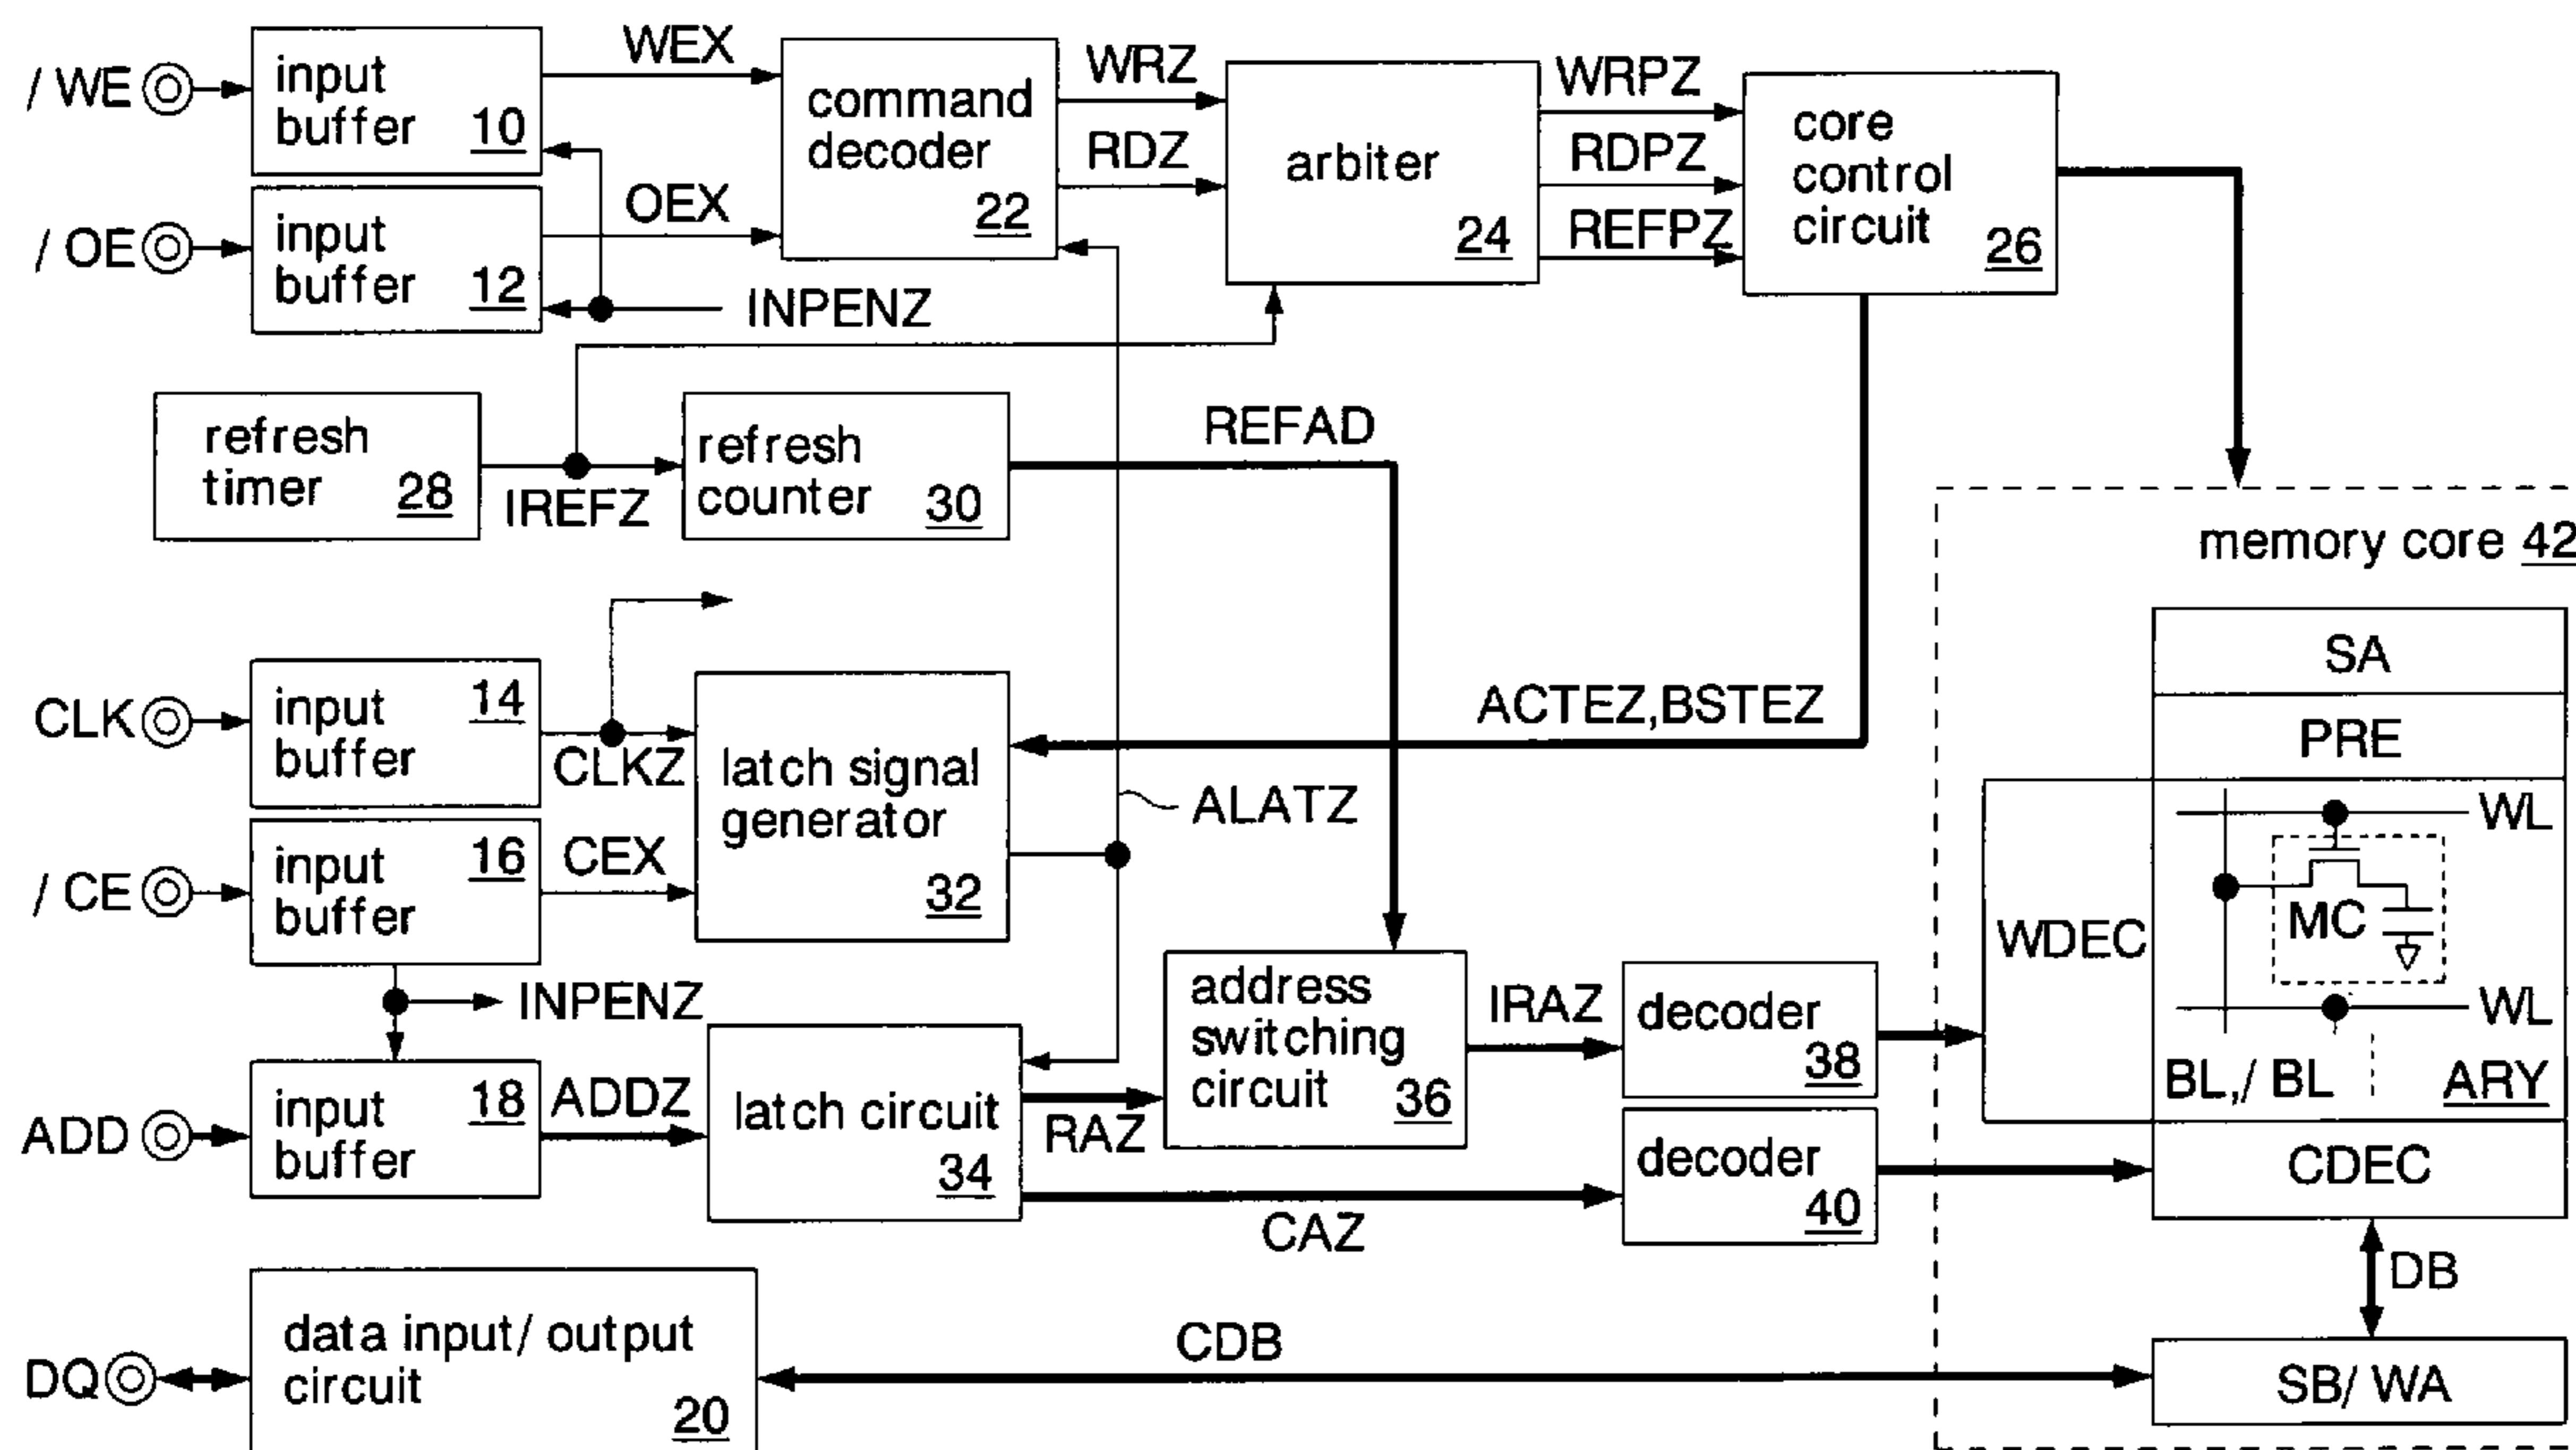 / WE
input
buffer 10
WEX
command
decoder
22
WRZ
RDZ
arbiter
24
WRPZ
RDPZ
REFPZ
core
control
circuit 26
/ OE
input
buffer 12
OEX
INPENZ
refresh
timer 28
IREFZ
refresh
counter 30
REFAD
memory core 42
CLK
input 14
buffer
CLKZ
latch signal
generator
32
ACTEZ,BSTEZ
ALATZ
/ CE
input 16
buffer
CEX
INPENZ
ADD
input 18
buffer
ADDZ
latch circuit
34
RAZ
CAZ
address
switching
circuit 36
IRAZ
decoder
38
decoder
40
SA
PRE
WDEC
WL
MC
WL
BL,/ BL
ARY
CDEC
DB
SB/ WA
DQ
data input/ output
circuit
20
CDB